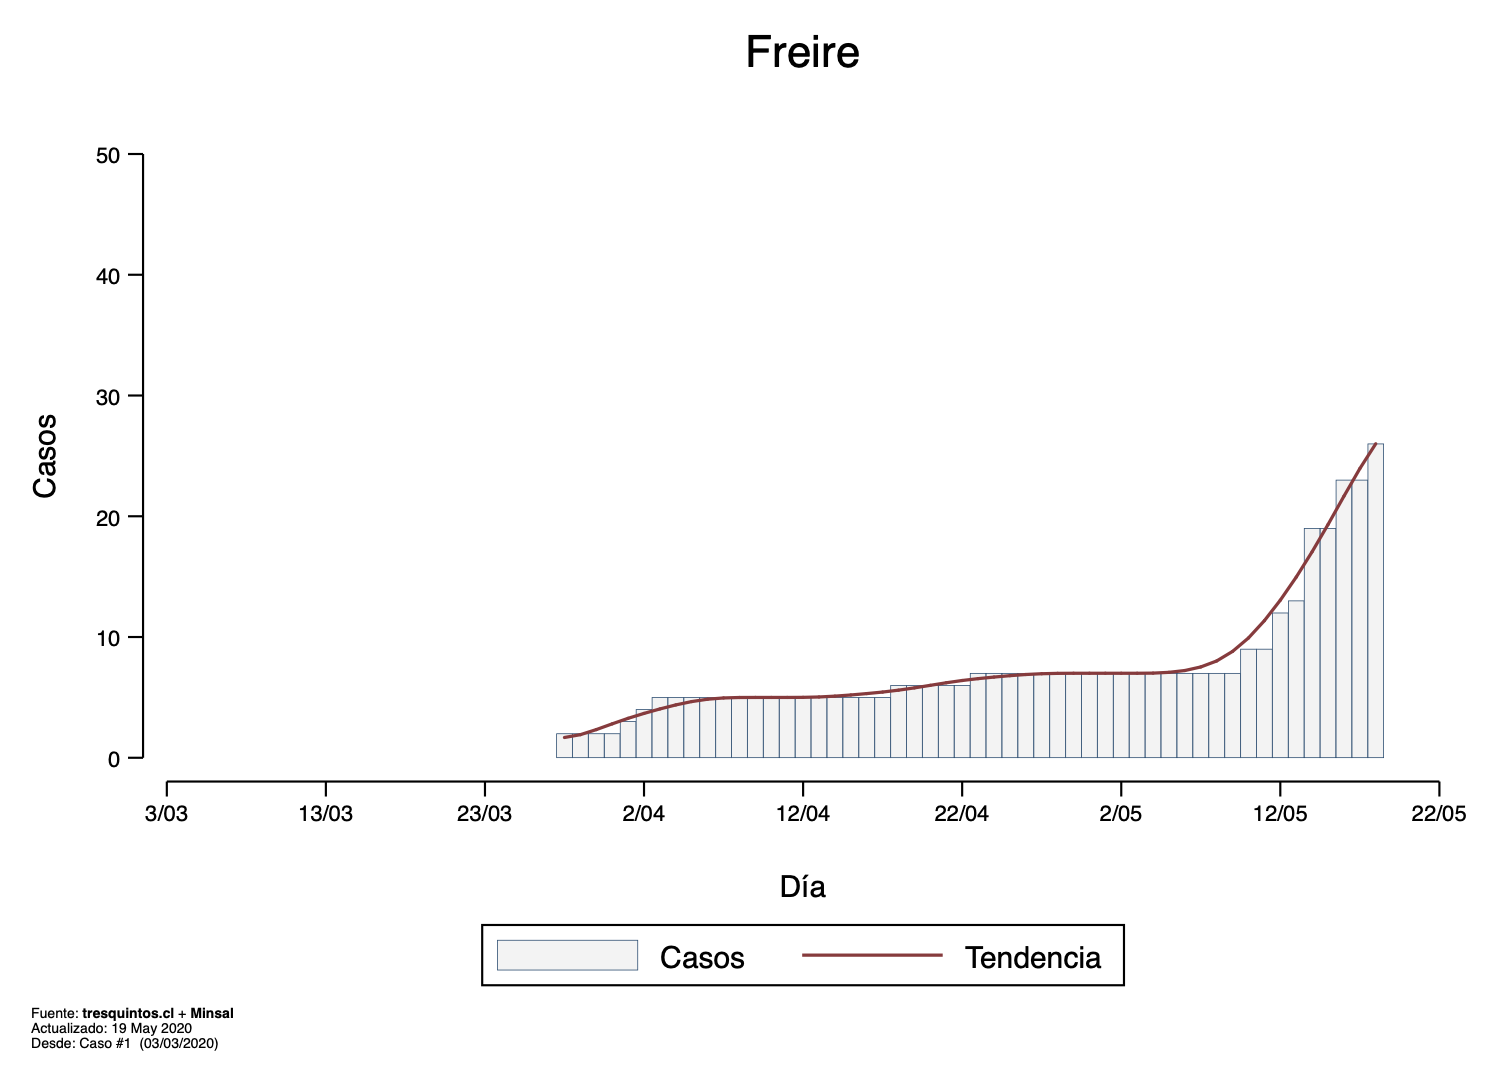 Freire
50
40
30
20
10
0
Casos
3/03 13/03 23/03 2/04 12/04 22/04 2/05 12/05 22/05
Día
Casos Tendencia
Fuente: tresquintos.cl + Minsal
Actualizado: 19 May 2020
Desde: Caso #1 (03/03/2020)